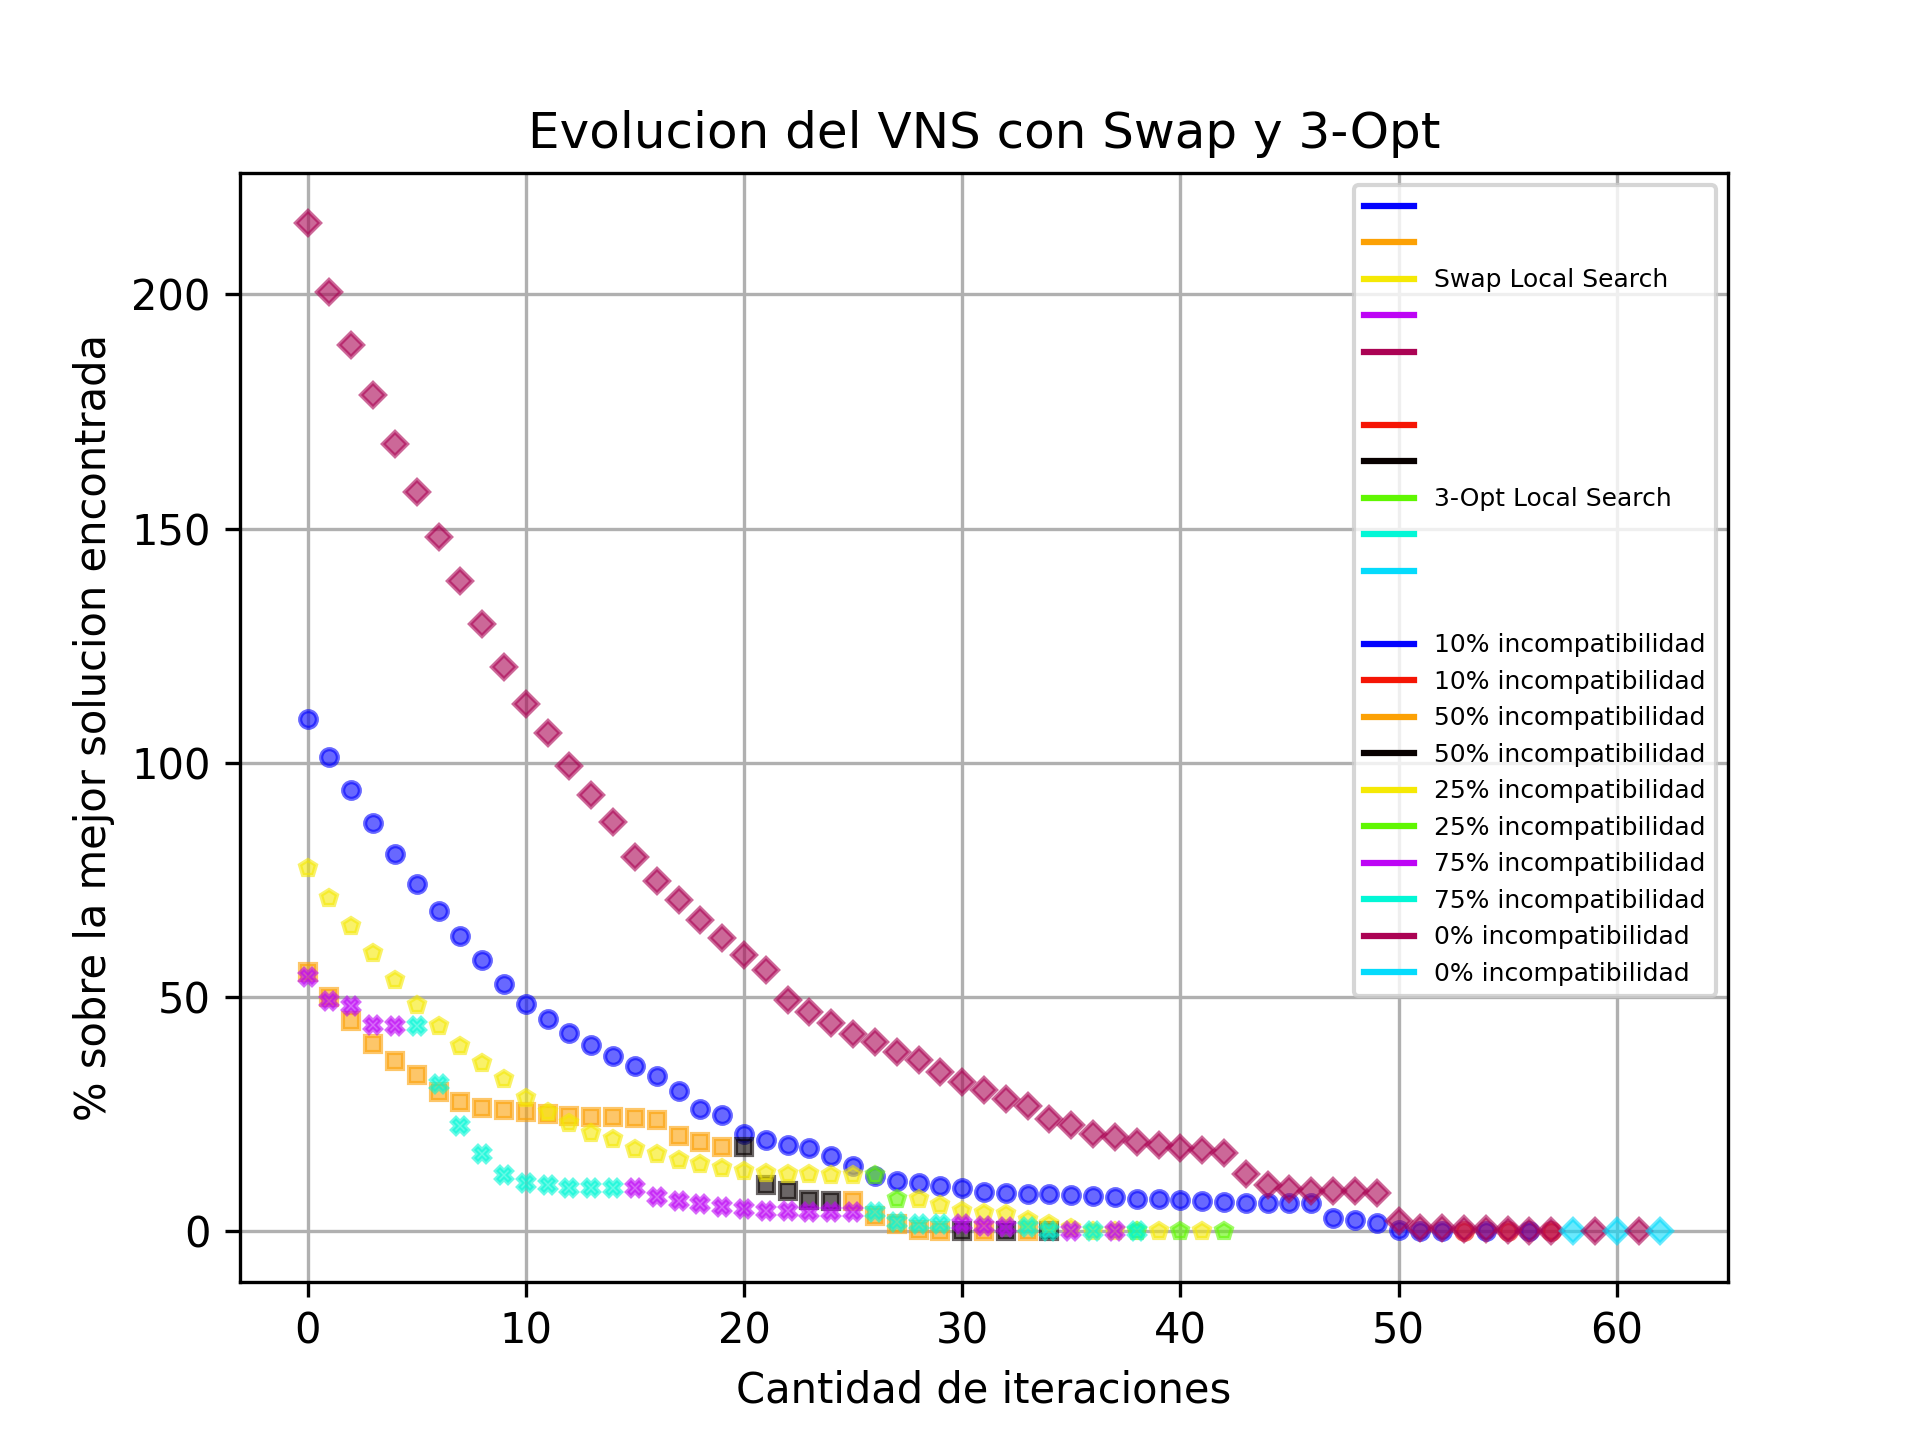 Evolucion del VNS con Swap y 3-Opt
% sobre la mejor solucion encontrada
200
150
100
50
0
Swap Local Search
3-Opt Local Search
10% incompatibilidad
10% incompatibilidad
50% incompatibilidad
50% incompatibilidad
25% incompatibilidad
25% incompatibilidad
75% incompatibilidad
75% incompatibilidad
0% incompatibilidad
0% incompatibilidad
0 10 20 30 40 50 60
Cantidad de iteraciones